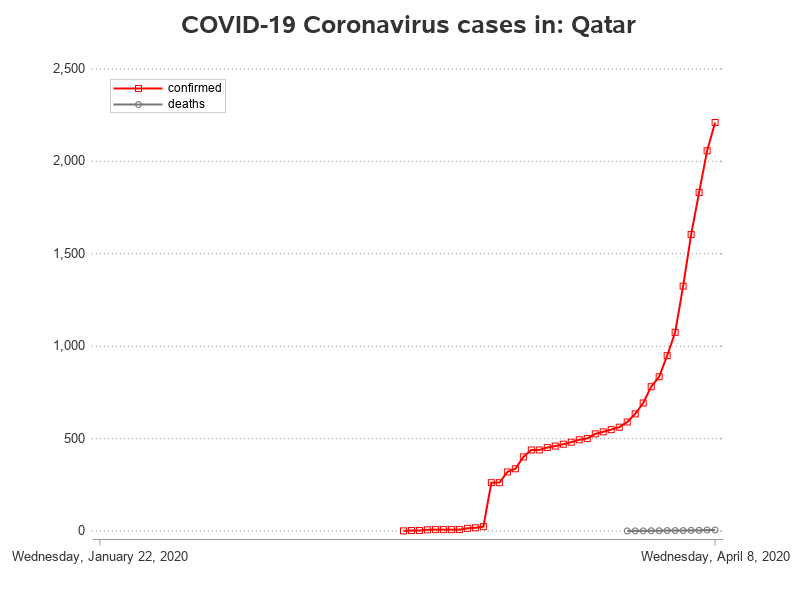 COVID-19 Coronavirus cases in: Qatar
2,500
confirmed
deaths
2,000
1,500
1,000
500
0
Wednesday, January 22, 2020
Wednesday, April 8, 2020